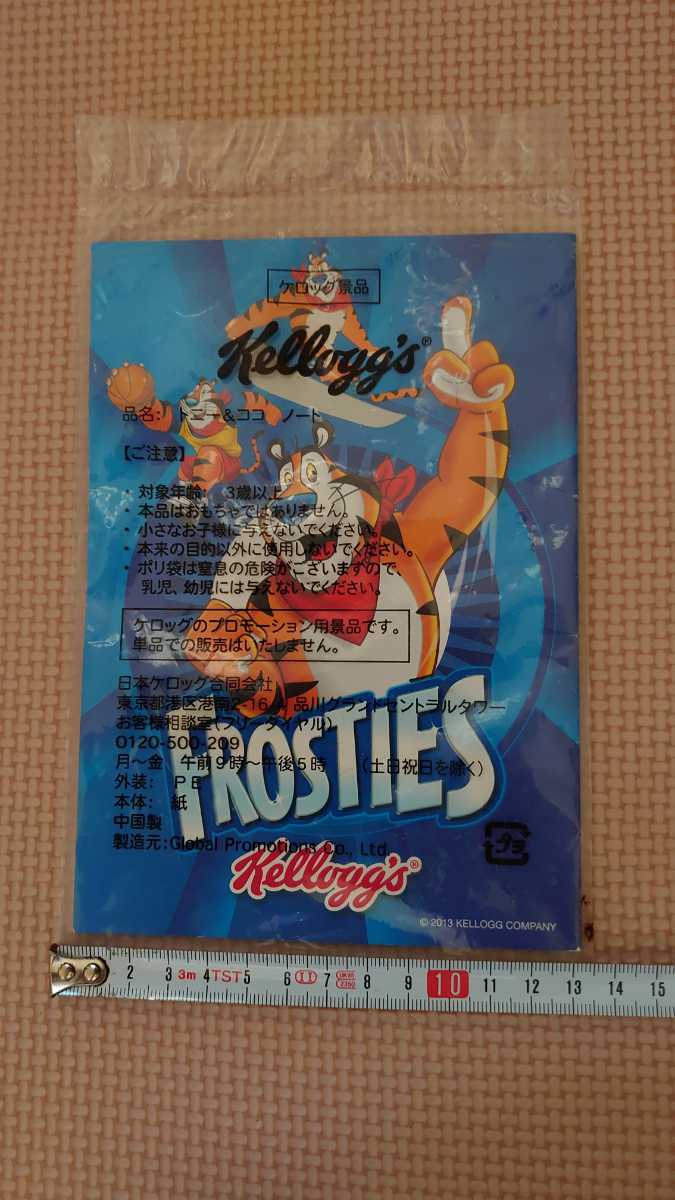 ケロッグ景品
Kellogg's®
品名: トニー＆ココ ノート
【ご注意】
・対象年齢: 3歳以上
・本品はおもちゃではありません。
・小さなお子様に与えないでください。
・本来の目的以外に使用しないでください。
・ポリ袋は窒息の危険がございますので、
乳児、幼児には与えないでください。
ケロッグのプロモーション用景品です。
単品での販売はいたしません。
日本ケロッグ合同会社
東京都港区港南2-16-4 品川グランドセントラルタワー
お客様相談室(フリーダイヤル)
0120-500-209
月～金 午前9時～午後5時 (土日祝日を除く)
外装: PE
本体: 紙
中国製
製造元:Global Promotions Co., Ltd.
FROSTIES
プラ
Kellogg's®
© 2013 KELLOGG COMPANY
2 3 3m 4 TST 5 6 7 8 9 10 11 12 13 14 15